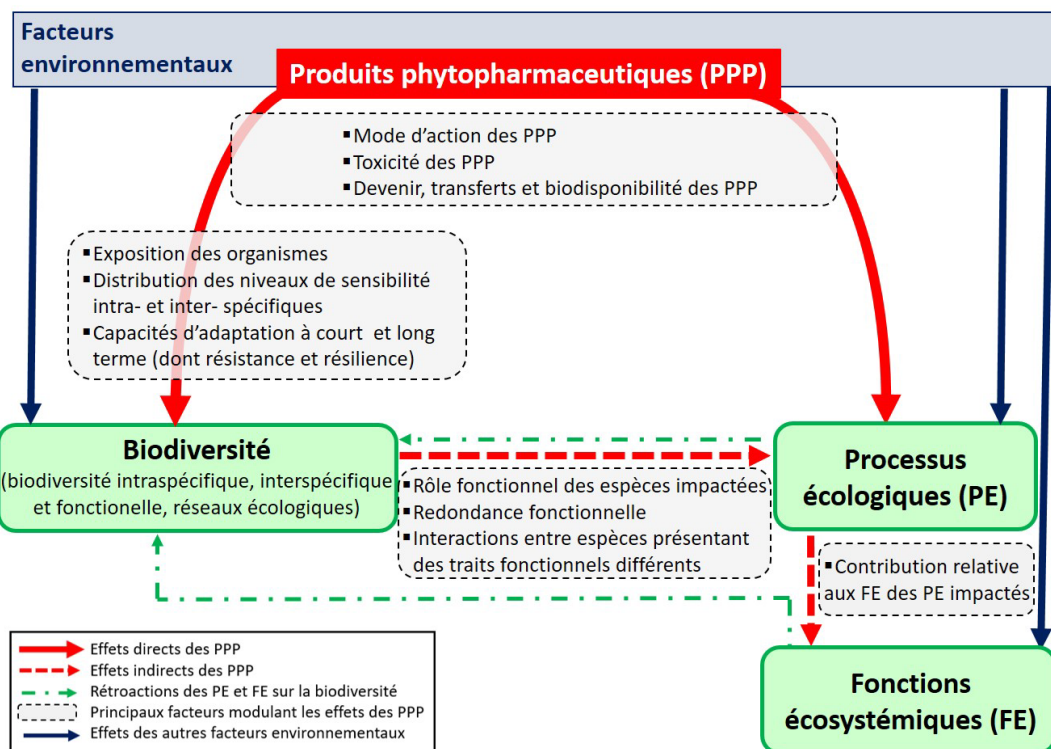 Facteurs
environnementaux
Produits phytopharmaceutiques (PPP)
▪Mode d'action des PPP
▪Toxicité des PPP
▪Devenir, transferts et biodisponibilité des PPP
▪Exposition des organismes
▪Distribution des niveaux de sensibilité
intra- et inter- spécifiques
▪Capacités d'adaptation à court et long
terme (dont résistance et résilience)
Biodiversité
(biodiversité intraspécifique, interspécifique
et fonctionelle, réseaux écologiques)
▪Rôle fonctionnel des espèces impactées
▪Redondance fonctionnelle
▪Interactions entre espèces présentant
des traits fonctionnels différents
Processus
écologiques (PE)
▪Contribution relative
aux FE des PE impactés
Fonctions
écosystémiques (FE)
Effets directs des PPP
Effets indirects des PPP
Rétroactions des PE et FE sur la biodiversité
Principaux facteurs modulant les effets des PPP
Effets des autres facteurs environnementaux